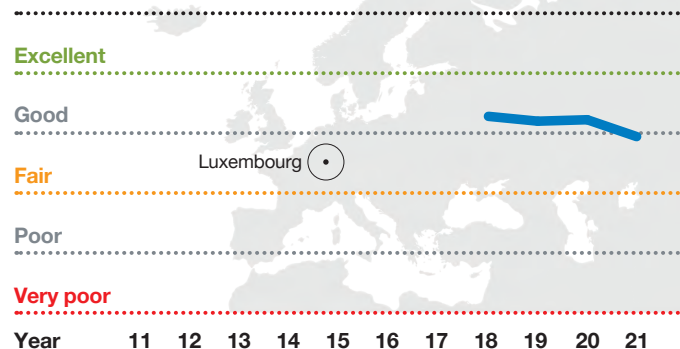 Excellent
Good
Luxembourg
Fair
Poor
Very poor
Year 11 12 13 14 15 16 17 18 19 20 21